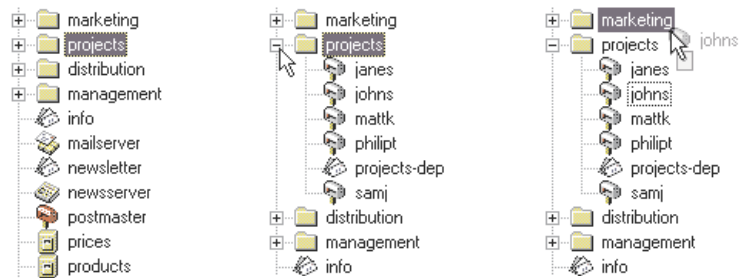 marketing
projects
distribution
management
info
mailserver
newsletter
newsserver
postmaster
prices
products
marketing
projects
janes
johns
mattk
philipt
projects-dep
samj
distribution
management
info
marketing
johns
projects
janes
johns
mattk
philipt
projects-dep
samj
distribution
management
info